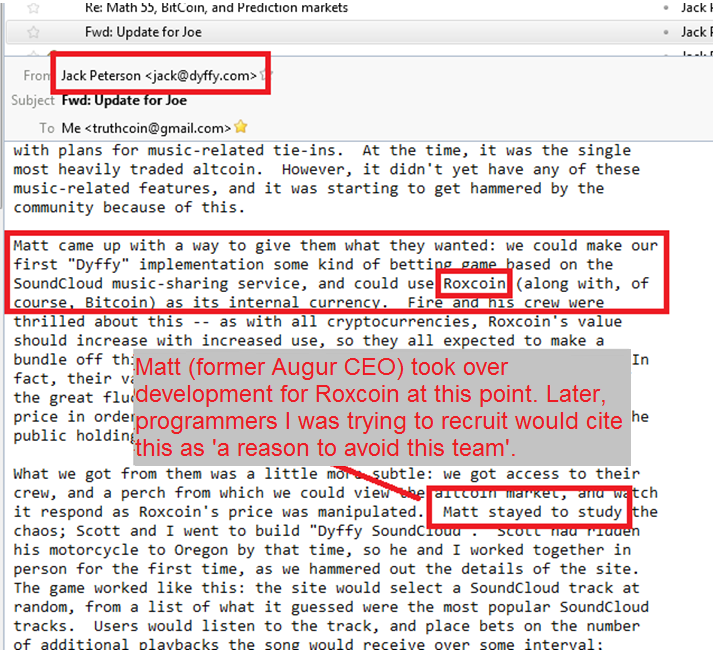 Re: Math 55, BitCoin, and Prediction markets
Jack
Fwd: Update for Joe
Jack
From Jack Peterson <jack@dyffy.com>
Subject Fwd: Update for Joe
To Me <truthcoin@gmail.com>
with plans for music-related tie-ins.  At the time, it was the single
most heavily traded altcoin.  However, it didn't yet have any of these
music-related features, and it was starting to get hammered by the
community because of this.
Matt came up with a way to give them what they wanted: we could make our
first "Dyffy" implementation some kind of betting game based on the
SoundCloud music-sharing service, and could use Roxcoin (along with, of
course, Bitcoin) as its internal currency.  Fire and his crew were
thrilled about this -- as with all cryptocurrencies, Roxcoin's value
should increase with increased use, so they all expected to make a
bundle off In
fact, their
the great
price in the
public
Matt (former Augur CEO) took over
development for Roxcoin at this point. Later,
programmers I was trying to recruit would cite
this as 'a reason to avoid this team'.
What we got from them was a little more subtle: we got access to their
crew, and a perch from which we could view the altcoin market, and watch
it respond as Roxcoin's price was manipulated.  Matt stayed to study the
chaos; Scott and I went to build "Dyffy SoundCloud".  Scott had ridden
his motorcycle to Oregon by that time, so he and I worked together in
person for the first time, as we hammered out the details of the site.
The game worked like this: the site would select a SoundCloud track at
random, from a list of what it guessed were the most popular SoundCloud
tracks.  Users would listen to the track, and place bets on the number
of additional playbacks the song would receive over some interval;